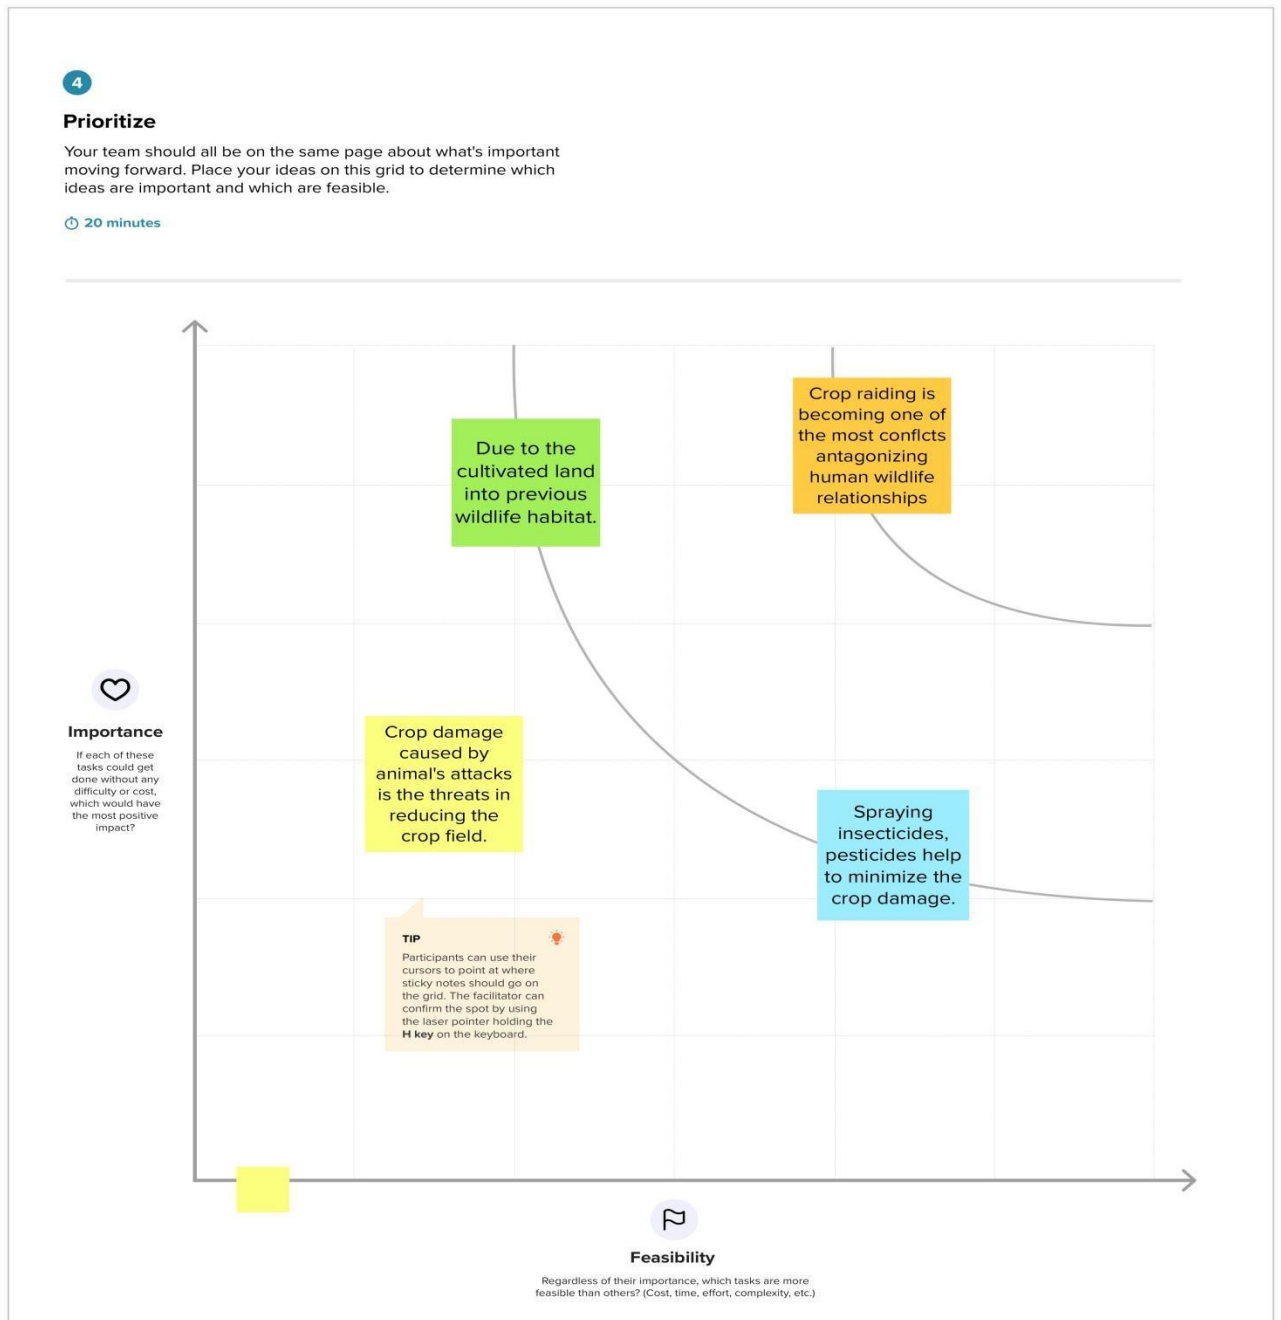 4
Prioritize
Your team should all be on the same page about what's important
moving forward. Place your ideas on this grid to determine which
ideas are important and which are feasible.
20 minutes
Crop raiding is
becoming one of
the most conflcts
antagonizing
human wildlife
relationships
Due to the
cultivated land
into previous
wildlife habitat.
Importance
If each of these
tasks could get
done without any
difficulty or cost,
which would have
the most positive
impact?
Crop damage
caused by
animal's attacks
is the threats in
reducing the
crop field.
Spraying
insecticides,
pesticides help
to minimize the
crop damage.
TIP
Participants can use their
cursors to point at where
sticky notes should go on
the grid. The facilitator can
confirm the spot by using
the laser pointer holding the
H key on the keyboard.
Feasibility
Regardless of their importance, which tasks are more
feasible than others? (Cost, time, effort, complexity, etc.)